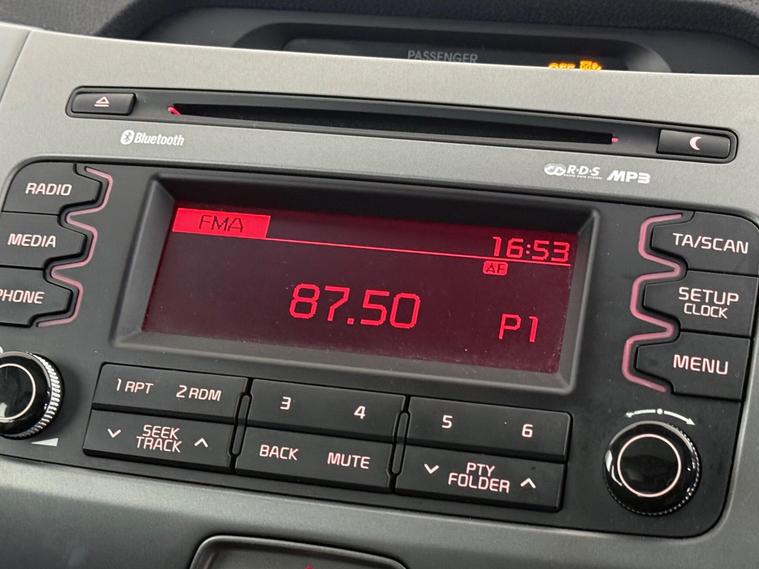 PASSENGER
OFF
Bluetooth
R·D·S
MP3
RADIO
MEDIA
PHONE
FMA
16:53
AF
87.50
P1
TA/SCAN
SETUP
CLOCK
MENU
1 RPT 2 RDM
3 4
5 6
SEEK
TRACK
BACK MUTE
PTY
FOLDER